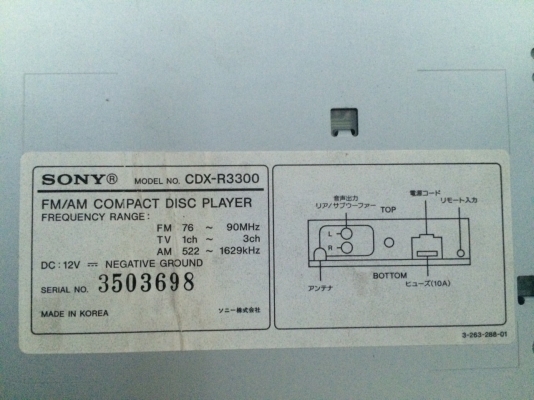 SONY® MODEL NO. CDX-R3300
FM/AM COMPACT DISC PLAYER
FREQUENCY RANGE:
FM 76 ~ 90MHz
TV 1ch ~ 3ch
AM 522 ~ 1629kHz
DC: 12V ⎓ NEGATIVE GROUND
SERIAL NO. 3503698
MADE IN KOREA ソニー株式会社
音声出力
リア/サブウーファー
電源コード
リモート入力
TOP
L
R
BOTTOM
アンテナ
ヒューズ(10A)
3-263-288-01